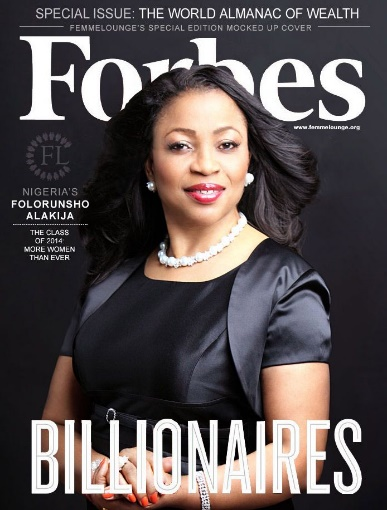 SPECIAL ISSUE: THE WORLD ALMANAC OF WEALTH
FEMMELOUNGE'S SPECIAL EDITION MOCKED UP COVER
Forbes
www.femmelounge.org
FL
NIGERIA'S
FOLORUNSHO
ALAKIJA
THE CLASS
OF 2014
MORE WOMEN
THAN EVER
BILLIONAIRES